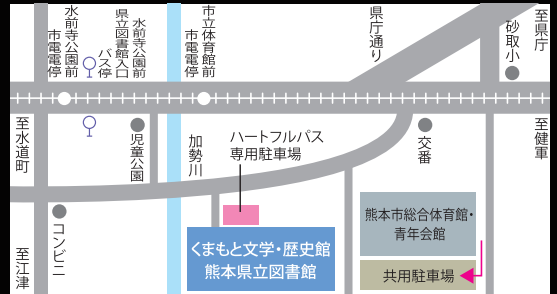 水前寺公園前
市電電停
水前寺公園前
県立図書館入口
バス停
市立体育館前
市電電停
県庁通り
砂取小
至県庁
至水道町
児童公園
加勢川
ハートフルパス
専用駐車場
交番
至健軍
コンビニ
至江津
くまもと文学・歴史館
熊本県立図書館
熊本市総合体育館・
青年会館
共用駐車場